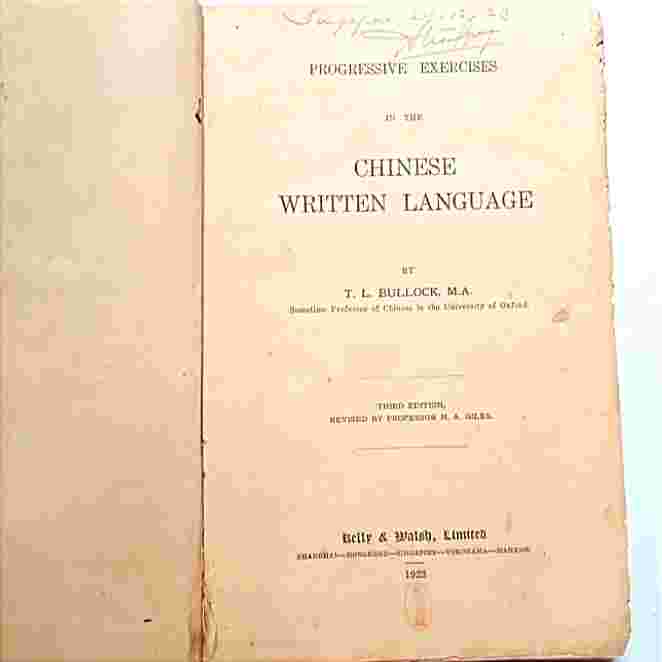 PROGRESSIVE EXERCISES
IN THE
CHINESE
WRITTEN LANGUAGE
BY
T. L. BULLOCK, M.A.
Sometime Professor of Chinese in the University of Oxford
THIRD EDITION,
REVISED BY PROFESSOR H. A. GILES.
Kelly & Walsh, Limited
SHANGHAI—HONGKONG—SINGAPORE—YOKOHAMA—HANKOW
1923